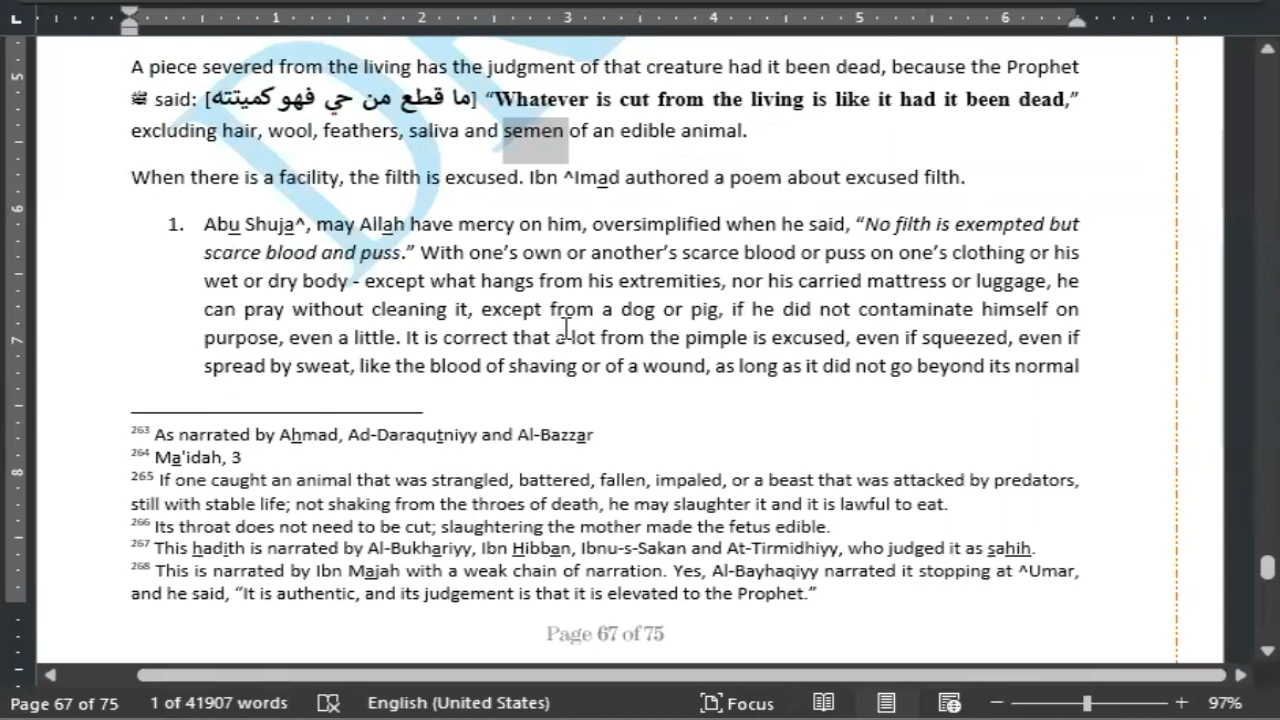 1 2 3 4 5 6
A piece severed from the living has the judgment of that creature had it been dead, because the Prophet
ﷺ said: [ما قطع من حي فهو كميتته] “Whatever is cut from the living is like it had it been dead,”
excluding hair, wool, feathers, saliva and semen of an edible animal.
When there is a facility, the filth is excused. Ibn ^Imad authored a poem about excused filth.
1. Abu Shuja^, may Allah have mercy on him, oversimplified when he said, “No filth is exempted but
scarce blood and puss.” With one’s own or another’s scarce blood or puss on one’s clothing or his
wet or dry body - except what hangs from his extremities, nor his carried mattress or luggage, he
can pray without cleaning it, except from a dog or pig, if he did not contaminate himself on
purpose, even a little. It is correct that a lot from the pimple is excused, even if squeezed, even if
spread by sweat, like the blood of shaving or of a wound, as long as it did not go beyond its normal
263 As narrated by Ahmad, Ad-Daraqutniyy and Al-Bazzar
264 Ma'idah, 3
265 If one caught an animal that was strangled, battered, fallen, impaled, or a beast that was attacked by predators,
still with stable life; not shaking from the throes of death, he may slaughter it and it is lawful to eat.
266 Its throat does not need to be cut; slaughtering the mother made the fetus edible.
267 This hadith is narrated by Al-Bukhariyy, Ibn Hibban, Ibnu-s-Sakan and At-Tirmidhiyy, who judged it as sahih.
268 This is narrated by Ibn Majah with a weak chain of narration. Yes, Al-Bayhaqiyy narrated it stopping at ^Umar,
and he said, “It is authentic, and its judgement is that it is elevated to the Prophet.”
Page 67 of 75
Page 67 of 75 1 of 41907 words English (United States) Focus 97%